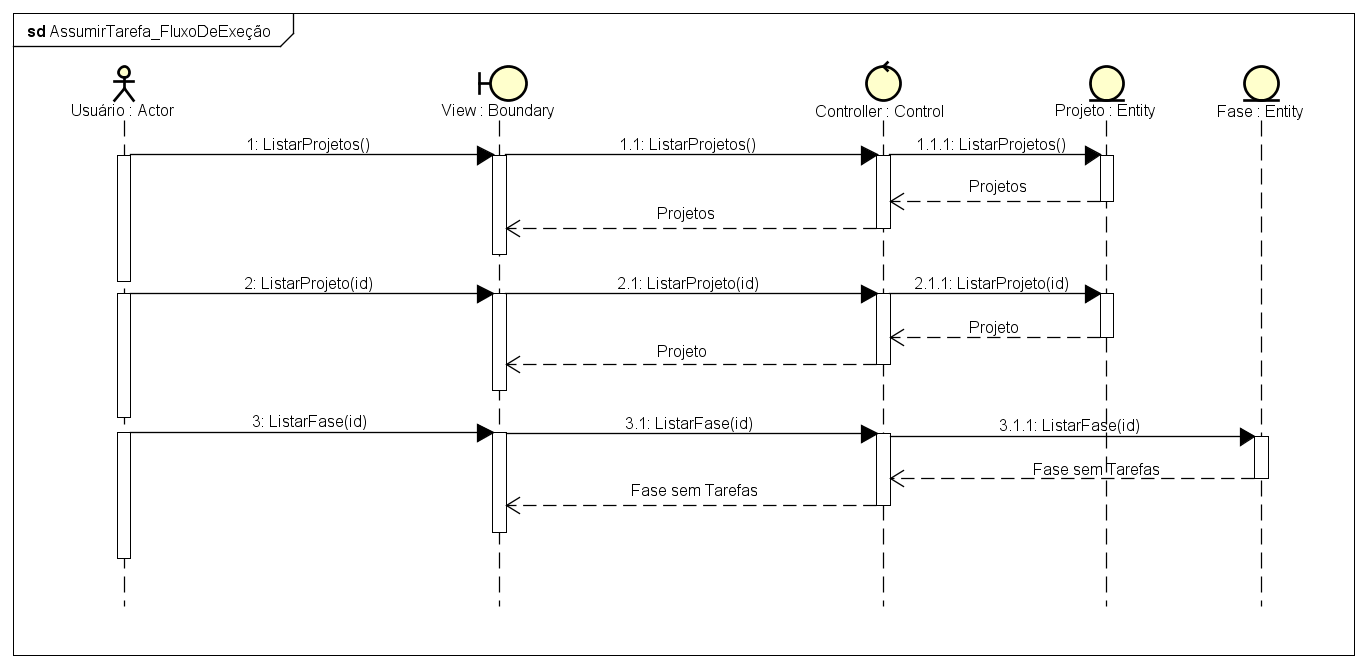 sd AssumirTarefa_FluxoDeExeção
Usuário : Actor
View : Boundary
Controller : Control
Projeto : Entity
Fase : Entity
1: ListarProjetos()
1.1: ListarProjetos()
1.1.1: ListarProjetos()
Projetos
Projetos
2: ListarProjeto(id)
2.1: ListarProjeto(id)
2.1.1: ListarProjeto(id)
Projeto
Projeto
3: ListarFase(id)
3.1: ListarFase(id)
3.1.1: ListarFase(id)
Fase sem Tarefas
Fase sem Tarefas